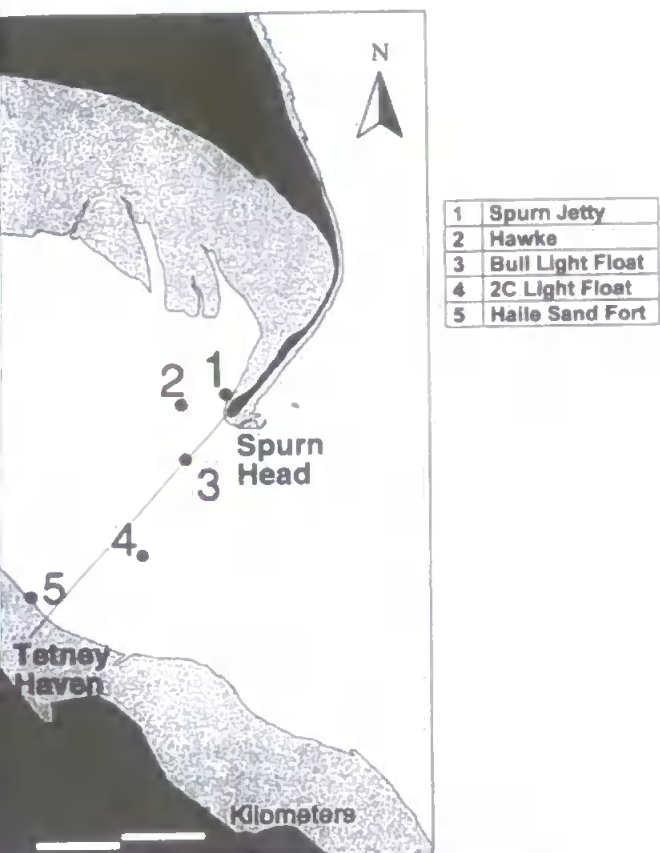 N
1 Spurn Jetty
2 Hawke
3 Bull Light Float
4 2C Light Float
5 Haile Sand Fort
1
2
Spurn
Head
3
4
5
Tetney
Haven
Kilometers